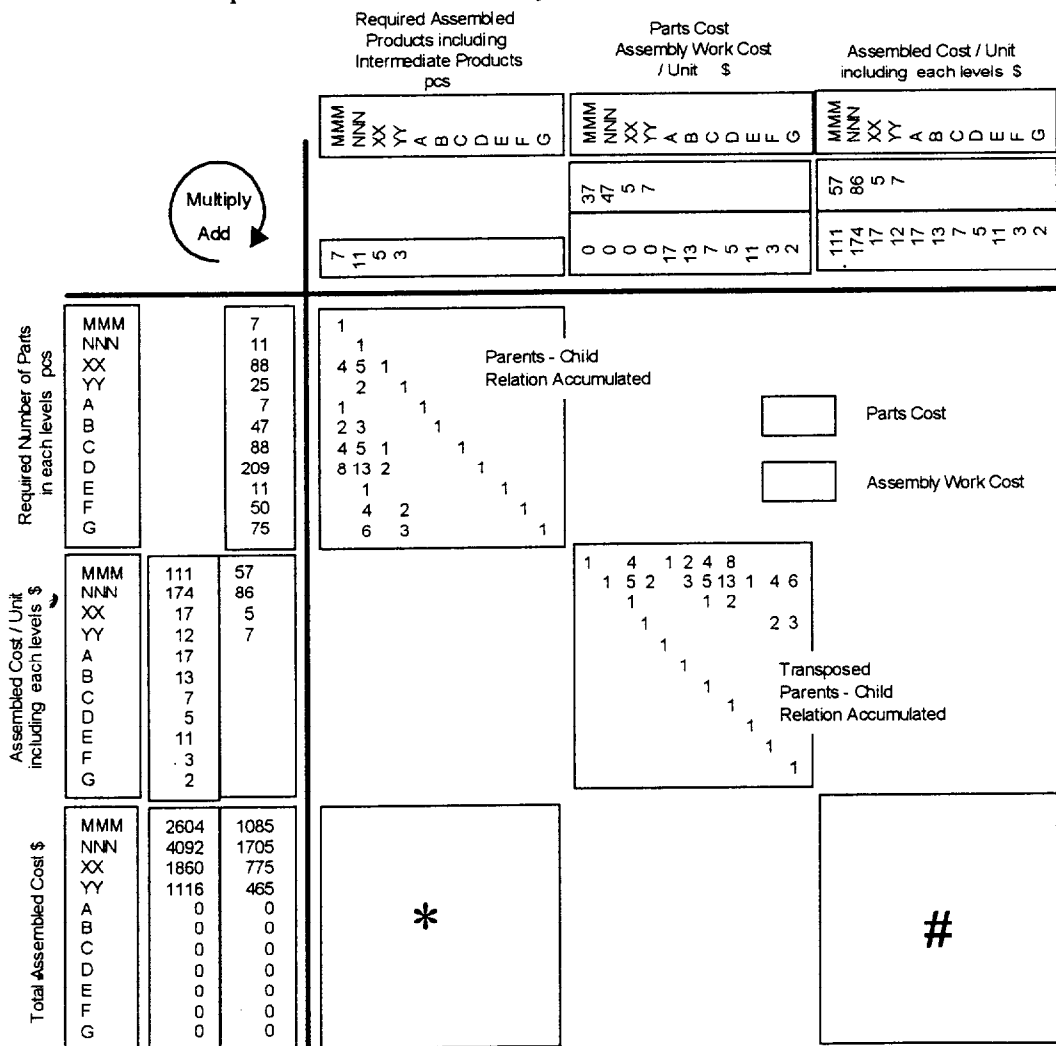 Required Assembled
Products including
Intermediate Products
pcs
Parts Cost
Assembly Work Cost
/ Unit $
Assembled Cost / Unit
including each levels $
MMM NNN XX YY A B C D E F G
MMM NNN XX YY A B C D E F G
MMM NNN XX YY A B C D E F G
37 47 5 7
57 86 5 7
Multiply
Add
7 11 5 3
0 0 0 0 17 13 7 5 11 3 2
111 174 17 12 17 13 7 5 11 3 2
Required Number of Parts
in each levels pcs
MMM 7 1
NNN 11 1
XX 88 4 5 1
YY 25 2 1
A 7 1 1
B 47 2 3 1
C 88 4 5 1 1
D 209 8 13 2 1
E 11 1 1
F 50 4 2 1
G 75 6 3 1
Parents - Child
Relation Accumulated
Parts Cost
Assembly Work Cost
Assembled Cost / Unit
including each levels $
MMM 111 57 1 4 1 2 4 8
NNN 174 86 1 5 2 3 5 13 1 4 6
XX 17 5 1 1 2
YY 12 7 1 2 3
A 17 1
B 13 1
C 7 1
D 5 1
E 11 1
F 3 1
G 2 1
Transposed
Parents - Child
Relation Accumulated
Total Assembled Cost $
MMM 2604 1085
NNN 4092 1705
XX 1860 775
YY 1116 465
A 0 0
B 0 0
C 0 0
D 0 0
E 0 0
F 0 0
G 0 0
*
#